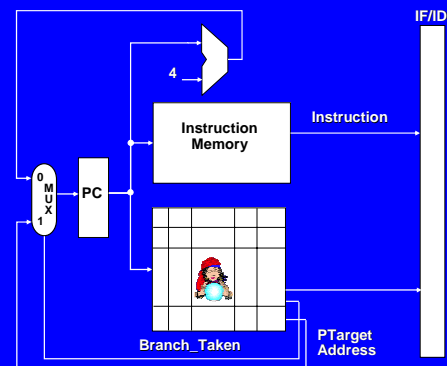 IF/ID
4
Instruction
Instruction
Memory
0
M
U
X
1
PC
Branch_Taken
PTarget
Address